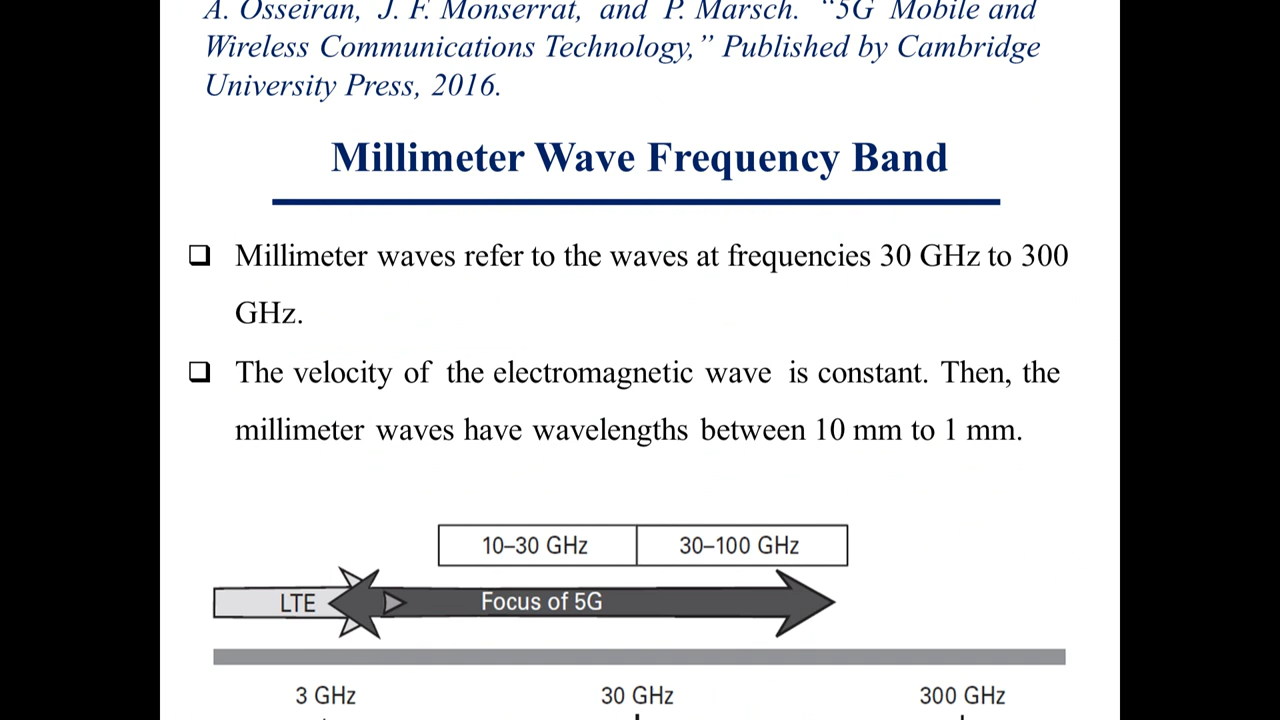 A. Osseiran, J. F. Monserrat, and P. Marsch. “5G Mobile and
Wireless Communications Technology,” Published by Cambridge
University Press, 2016.
Millimeter Wave Frequency Band
❑ Millimeter waves refer to the waves at frequencies 30 GHz to 300
GHz.
❑ The velocity of the electromagnetic wave is constant. Then, the
millimeter waves have wavelengths between 10 mm to 1 mm.
10–30 GHz 30–100 GHz
LTE Focus of 5G
3 GHz 30 GHz 300 GHz